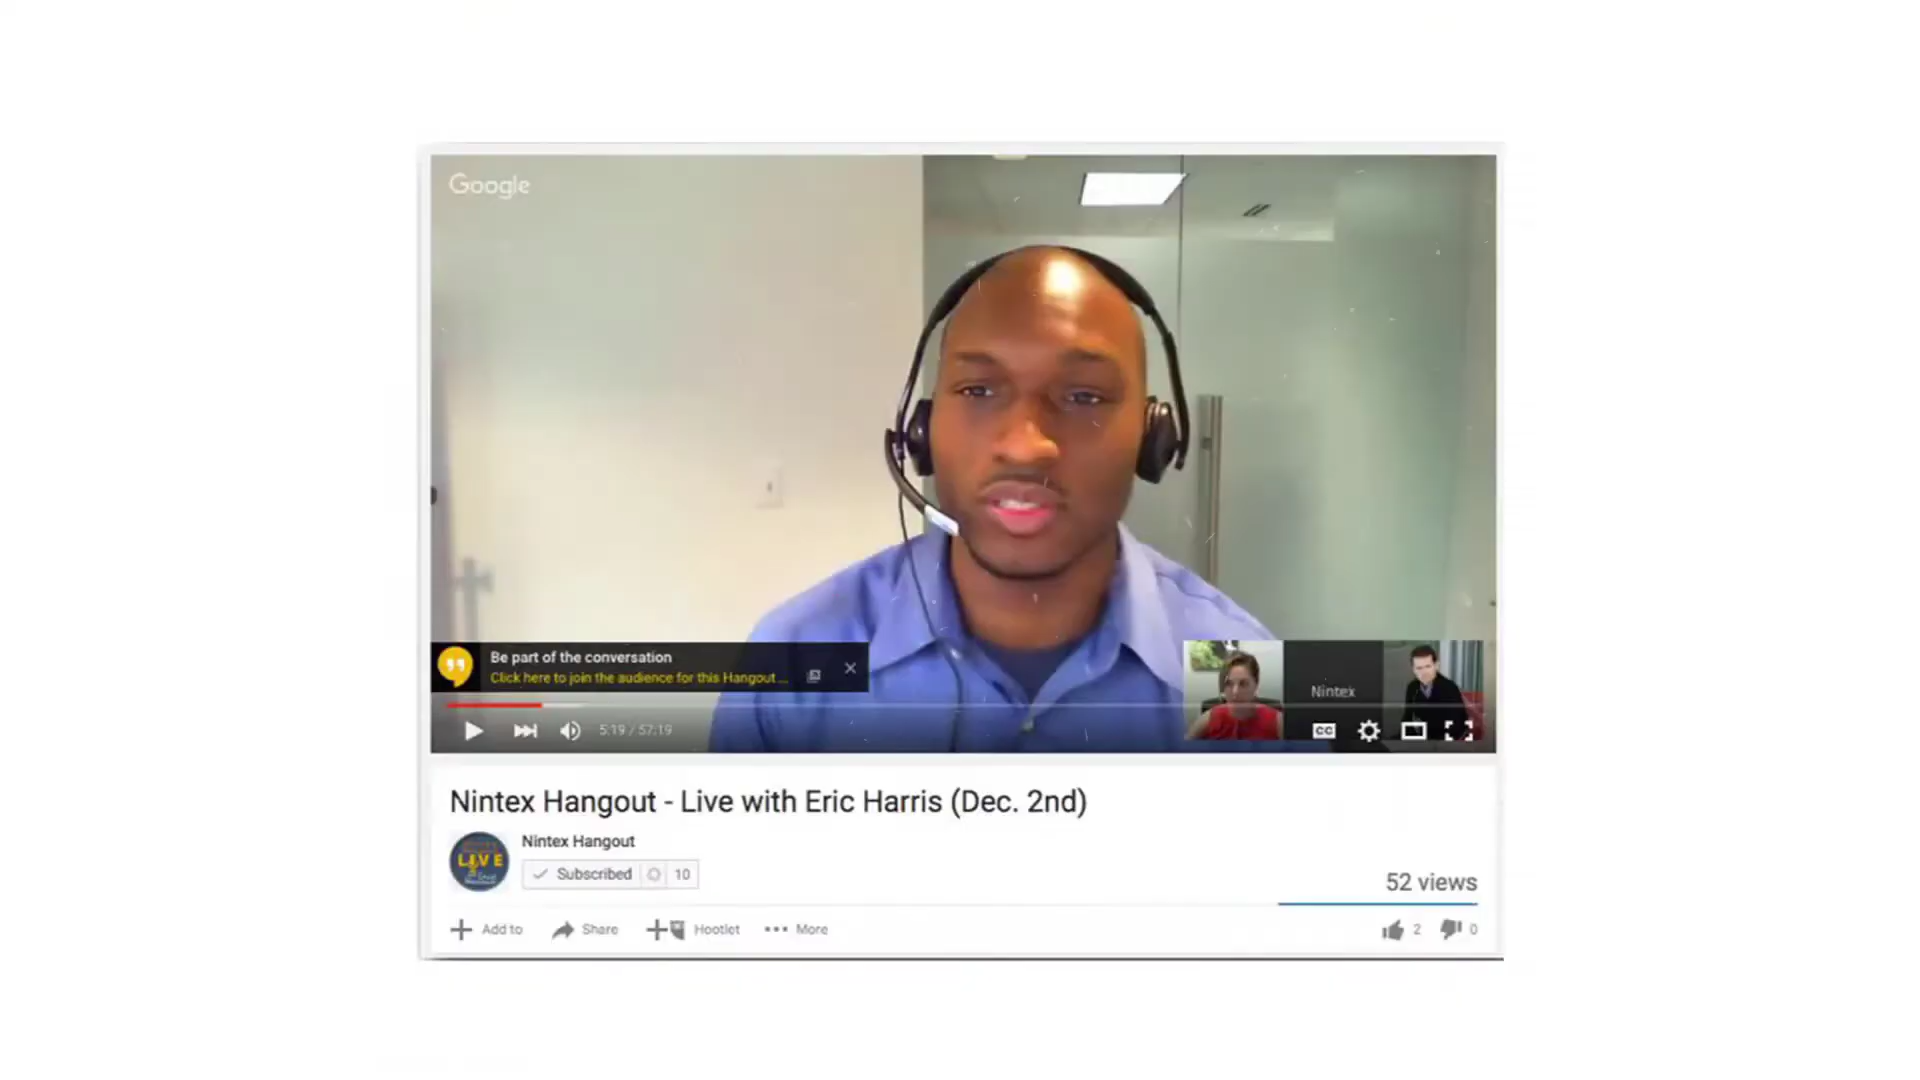 Google
Be part of the conversation
Click here to join the audience for this Hangout ...
Nintex
CC
5:19 / 57:19
Nintex Hangout - Live with Eric Harris (Dec. 2nd)
Nintex Hangout
LIVE
Subscribed 10
52 views
Add to Share Hootlet More
2 0